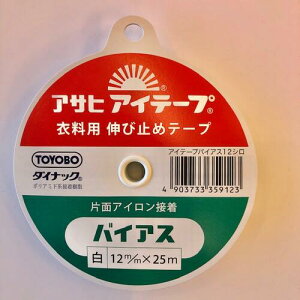 アサヒ アイテープ®
衣料用 伸び止めテープ
TOYOBO
ダイナック®
ポリアミド系接着樹脂
アイテープバイアス12シロ
4 903733 359123
片面アイロン接着
バイアス
白 12m/m×25m